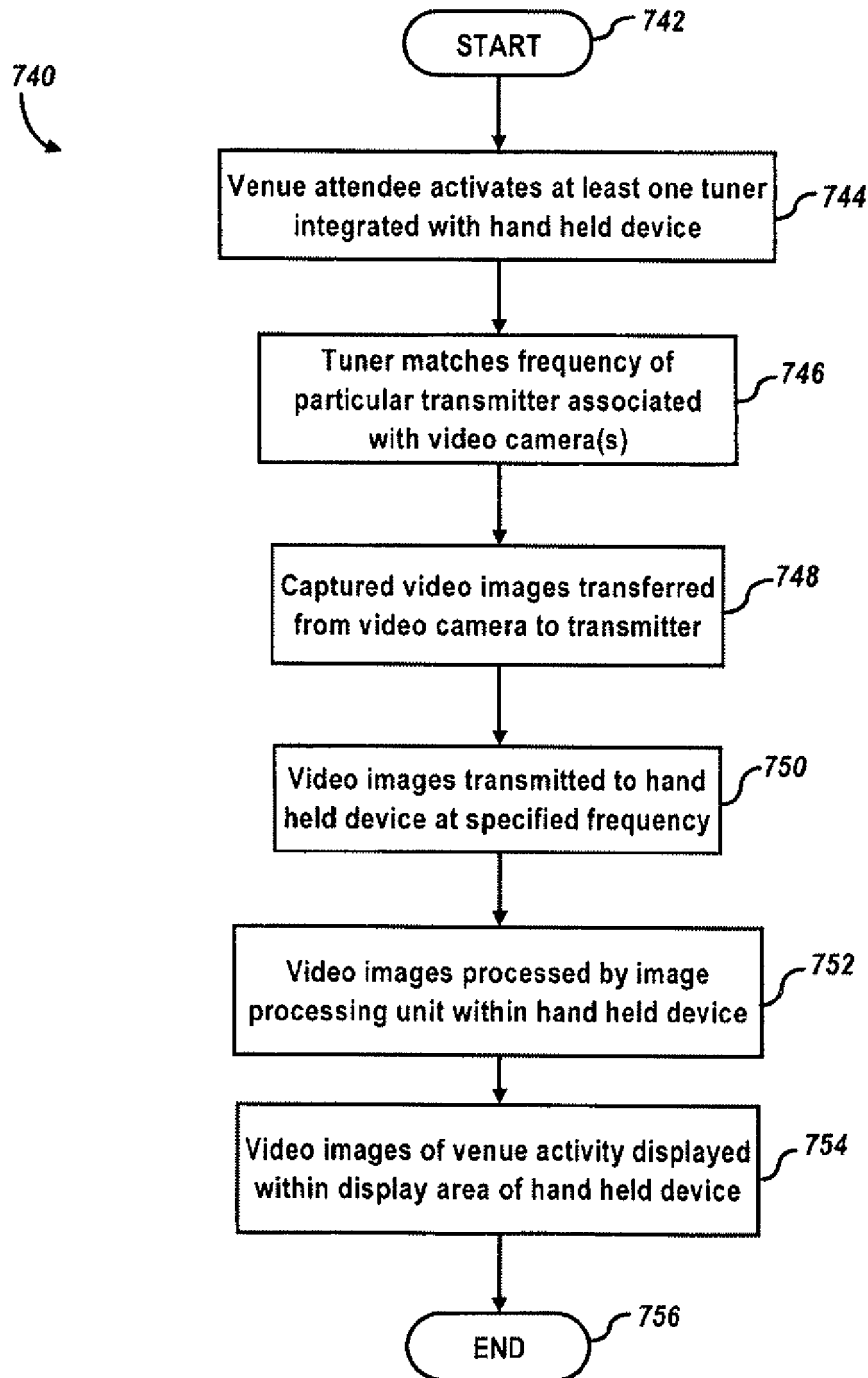 742
START
740
Venue attendee activates at least one tuner
integrated with hand held device
744
Tuner matches frequency of
particular transmitter associated
with video camera(s)
746
Captured video images transferred
from video camera to transmitter
748
Video images transmitted to hand
held device at specified frequency
750
Video images processed by image
processing unit within hand held device
752
Video images of venue activity displayed
within display area of hand held device
754
END
756